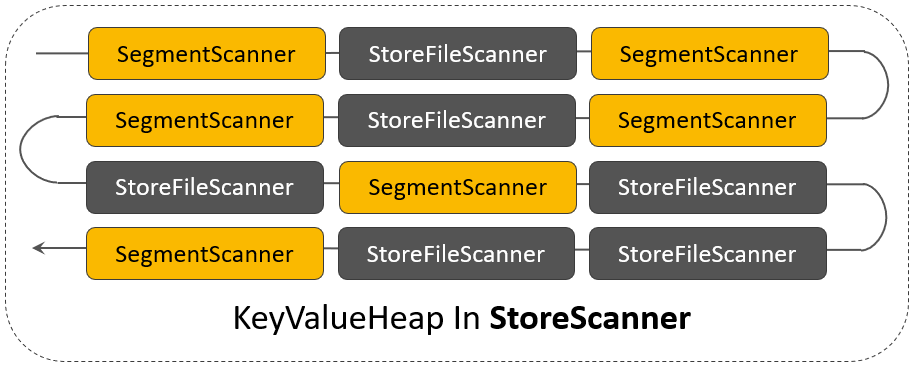 SegmentScanner StoreFileScanner SegmentScanner
SegmentScanner StoreFileScanner SegmentScanner
StoreFileScanner SegmentScanner StoreFileScanner
SegmentScanner StoreFileScanner StoreFileScanner
KeyValueHeap In StoreScanner